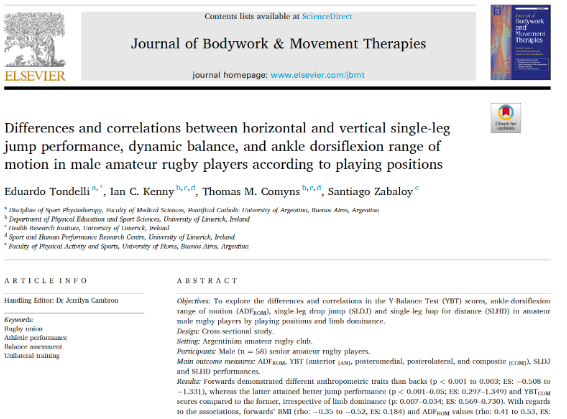 Contents lists available at ScienceDirect
Journal of Bodywork & Movement Therapies
journal homepage: www.elsevier.com/jbmt
ELSEVIER
Journal of
Bodywork
and
Movement
Therapies
Check for
updates
Differences and correlations between horizontal and vertical single-leg
jump performance, dynamic balance, and ankle dorsiflexion range of
motion in male amateur rugby players according to playing positions
Eduardo Tondelli a,*, Ian C. Kenny b,c,d, Thomas M. Comyns b,c,d, Santiago Zabaloy e
a Discipline of Sport Physiotherapy, Faculty of Medical Sciences, Pontifical Catholic University of Argentina, Buenos Aires, Argentina
b Department of Physical Education and Sport Sciences, University of Limerick, Ireland
c Health Research Institute, University of Limerick, Ireland
d Sport and Human Performance Research Centre, University of Limerick, Ireland
e Faculty of Physical Activity and Sports, University of Flores, Buenos Aires, Argentina
ARTICLE INFO
Handling Editor: Dr Jerrilyn Cambron
Keywords:
Rugby union
Athletic performance
Balance assessment
Unilateral training
ABSTRACT
Objectives: To explore the differences and correlations in the Y-Balance Test (YBT) scores, ankle-dorsiflexion
range of motion (ADFROM), single leg drop jump (SLDJ) and single leg hop for distance (SLHD) in amateur
male rugby players by playing positions and limb dominance.
Design: Cross-sectional study.
Setting: Argentinian amateur rugby club.
Participants: Male (n = 58) senior amateur rugby players.
Main outcome measures: ADFROM, YBT (anterior [AN], posteromedial, posterolateral, and composite [COM]), SLDJ
and SLHD performances.
Results: Forwards demonstrated different anthropometric traits than backs (p < 0.001 to 0.003; ES: −0.508 to
−1.331), whereas the latter attained better jump performance (p < 0.001–0.05; ES: 0.297–1.349) and YBTCOM
scores compared to the former, irrespective of limb dominance (p: 0.007–0.034; ES: 0.569–0.730). With regards
to the associations, forwards' BMI (rho: −0.35 to −0.52, ES: 0.184) and ADFROM values (rho: 0.41 to 0.53, ES: